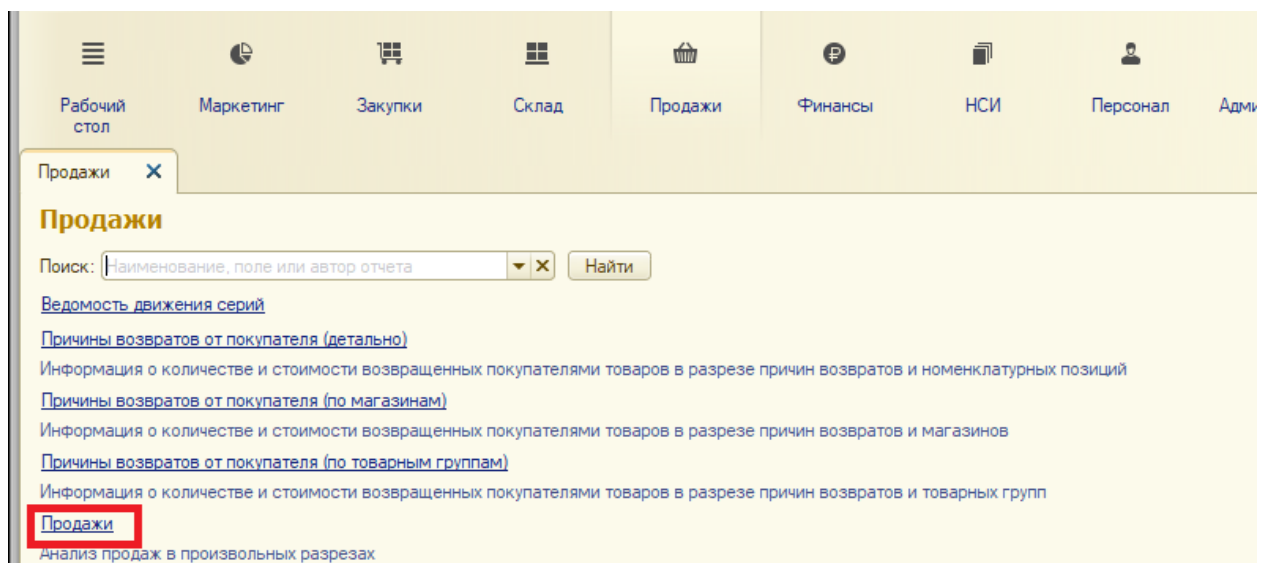 Рабочий стол
Маркетинг
Закупки
Склад
Продажи
Финансы
НСИ
Персонал
Адми
Продажи
Продажи
Поиск: Наименование, поле или автор отчета Найти
Ведомость движения серий
Причины возвратов от покупателя (детально)
Информация о количестве и стоимости возвращенных покупателями товаров в разрезе причин возвратов и номенклатурных позиций
Причины возвратов от покупателя (по магазинам)
Информация о количестве и стоимости возвращенных покупателями товаров в разрезе причин возвратов и магазинов
Причины возвратов от покупателя (по товарным группам)
Информация о количестве и стоимости возвращенных покупателями товаров в разрезе причин возвратов и товарных групп
Продажи
Анализ продаж в произвольных разрезах